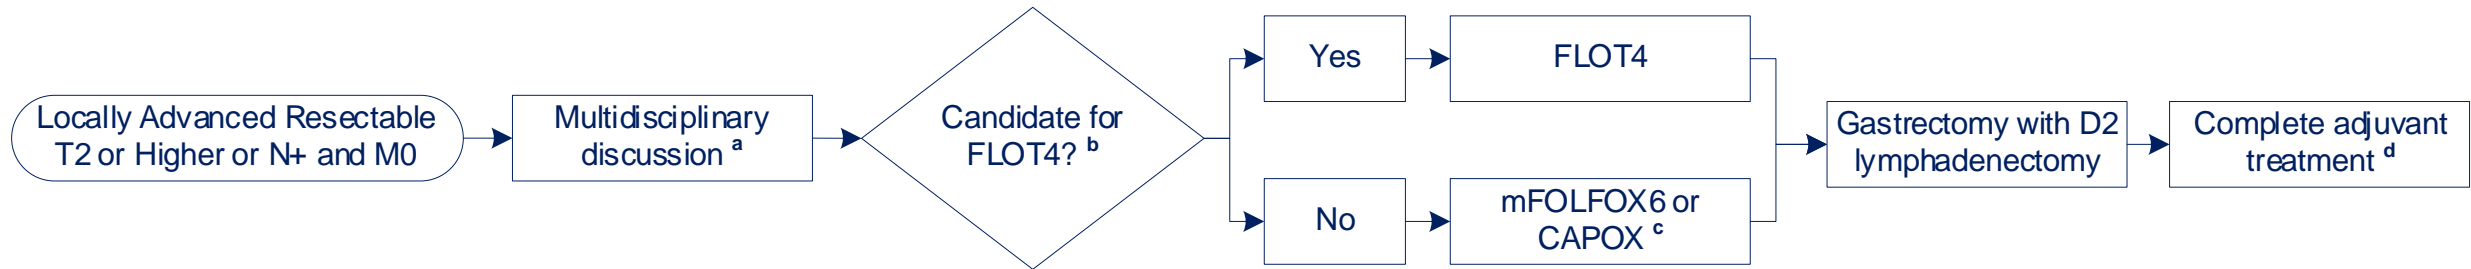 Locally Advanced Resectable
T2 or Higher or N+ and M0
Multidisciplinary
discussion a
Candidate for
FLOT4? b
Yes
FLOT4
No
mFOLFOX6 or
CAPOX c
Gastrectomy with D2
lymphadenectomy
Complete adjuvant
treatment d